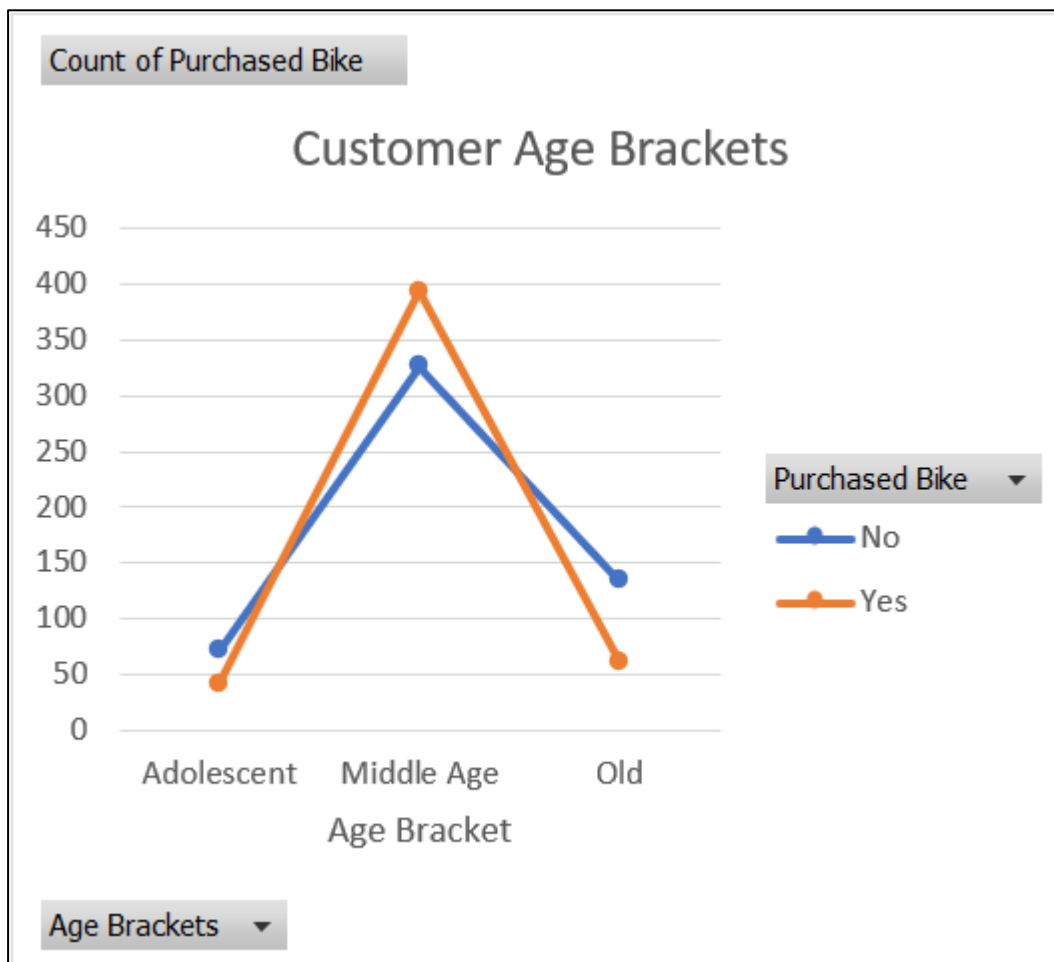 Count of Purchased Bike
Customer Age Brackets
450
400
350
300
250
200
150
100
50
0
Adolescent Middle Age Old
Age Bracket
Purchased Bike
No
Yes
Age Brackets